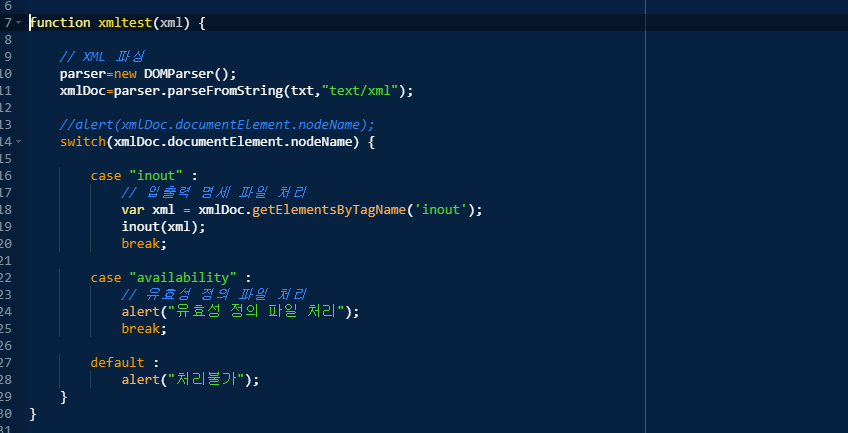 6
7 function xmltest(xml) {
8
9 // XML 파싱
10 parser=new DOMParser();
11 xmlDoc=parser.parseFromString(txt,"text/xml");
12
13 //alert(xmlDoc.documentElement.nodeName);
14 switch(xmlDoc.documentElement.nodeName) {
15
16 case "inout" :
17 // 입출력 명세 파일 처리
18 var xml = xmlDoc.getElementsByTagName('inout');
19 inout(xml);
20 break;
21
22 case "availability" :
23 // 유효성 정의 파일 처리
24 alert("유효성 정의 파일 처리");
25 break;
26
27 default :
28 alert("처리불가");
29 }
30 }
31